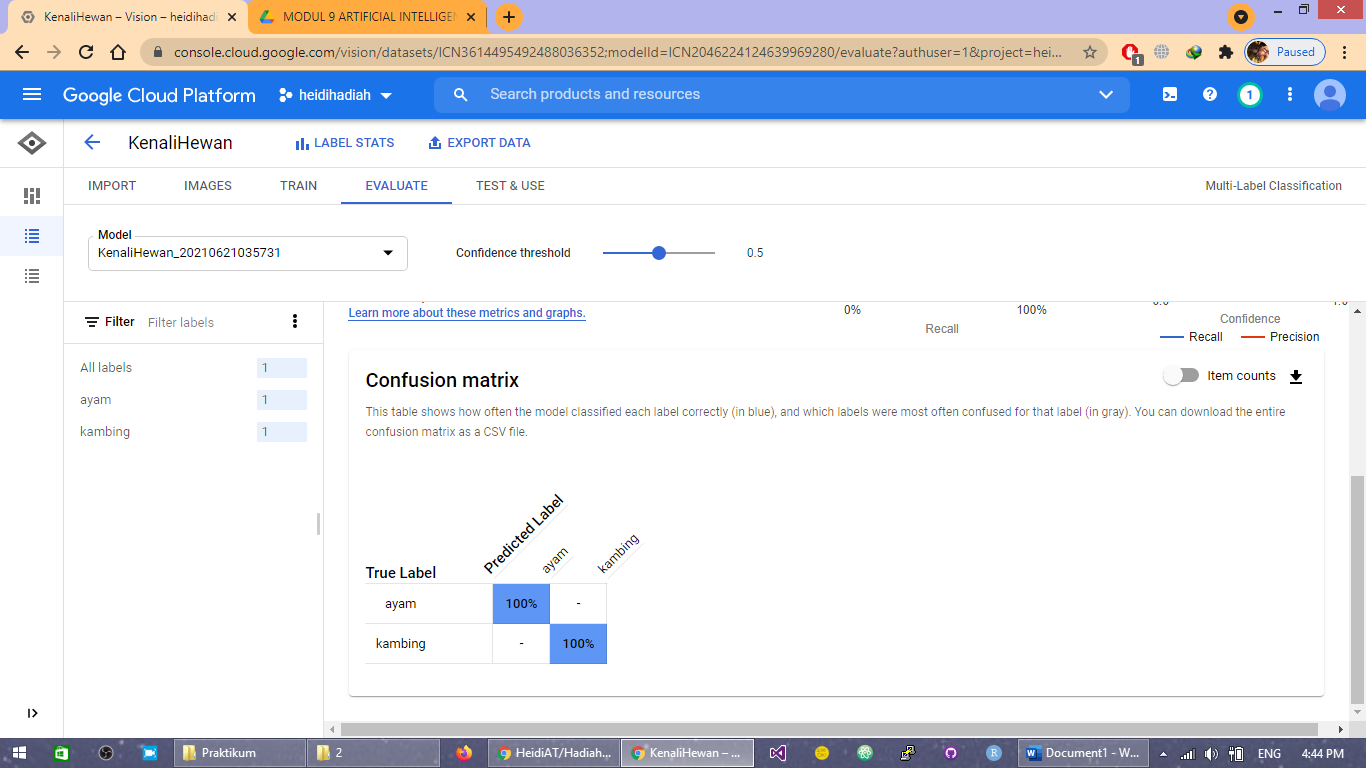 KenaliHewan – Vision – heidihadi
MODUL 9 ARTIFICIAL INTELLIGEN
console.cloud.google.com/vision/datasets/ICN3614495492488036352;modelId=ICN2046224124639969280/evaluate?authuser=1&project=hei...
1
Paused
Google Cloud Platform
heidihadiah
Search products and resources
1
KenaliHewan
LABEL STATS
EXPORT DATA
IMPORT
IMAGES
TRAIN
EVALUATE
TEST & USE
Multi-Label Classification
Model
KenaliHewan_20210621035731
Confidence threshold
0.5
Filter
Filter labels
All labels
1
ayam
1
kambing
1
Learn more about these metrics and graphs.
0%
100%
Recall
Confidence
Recall
Precision
Confusion matrix
Item counts
This table shows how often the model classified each label correctly (in blue), and which labels were most often confused for that label (in gray). You can download the entire
confusion matrix as a CSV file.
Predicted Label
ayam
kambing
True Label
ayam
100%
-
kambing
-
100%
Praktikum
2
HeidiAT/Hadiah...
KenaliHewan – ...
Document1 - W...
ENG
4:44 PM